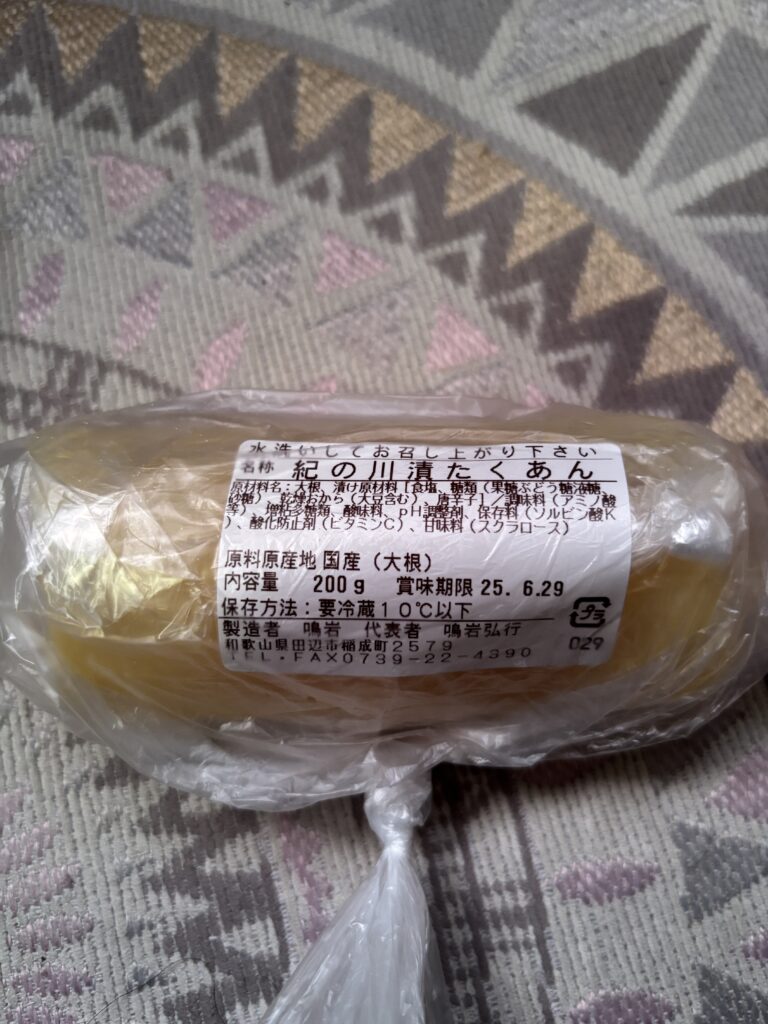 水洗いしてお召し上がり下さい
名称 紀の川漬たくあん
原材料名：大根、漬け原材料［食塩、糖類（果糖ぶどう糖液糖、
砂糖）、乾燥おから（大豆含む）、唐辛子］／調味料（アミノ酸
等）、増粘多糖類、酸味料、ｐH調整剤、保存料（ソルビン酸K）
、酸化防止剤（ビタミンC）、甘味料（スクラロース）
原料原産地 国産（大根）
内容量 200g 賞味期限 25. 6.29
保存方法：要冷蔵１０℃以下
製造者 鳴岩 代表者 鳴岩弘行
和歌山県田辺市稲成町２５７９
ＴＥＬ・ＦＡＸ０７３９－２２－４３９０
プラ
029